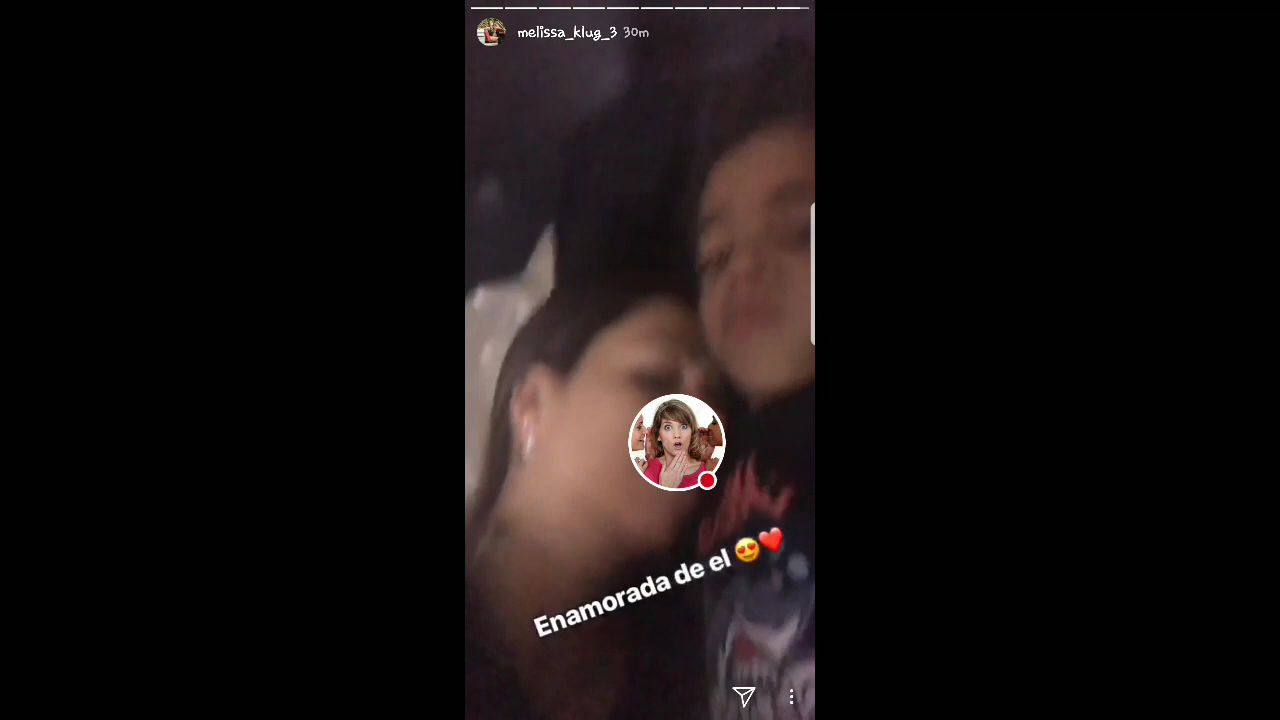 melissa_klug_3 30m
Enamorada de el 😍❤️